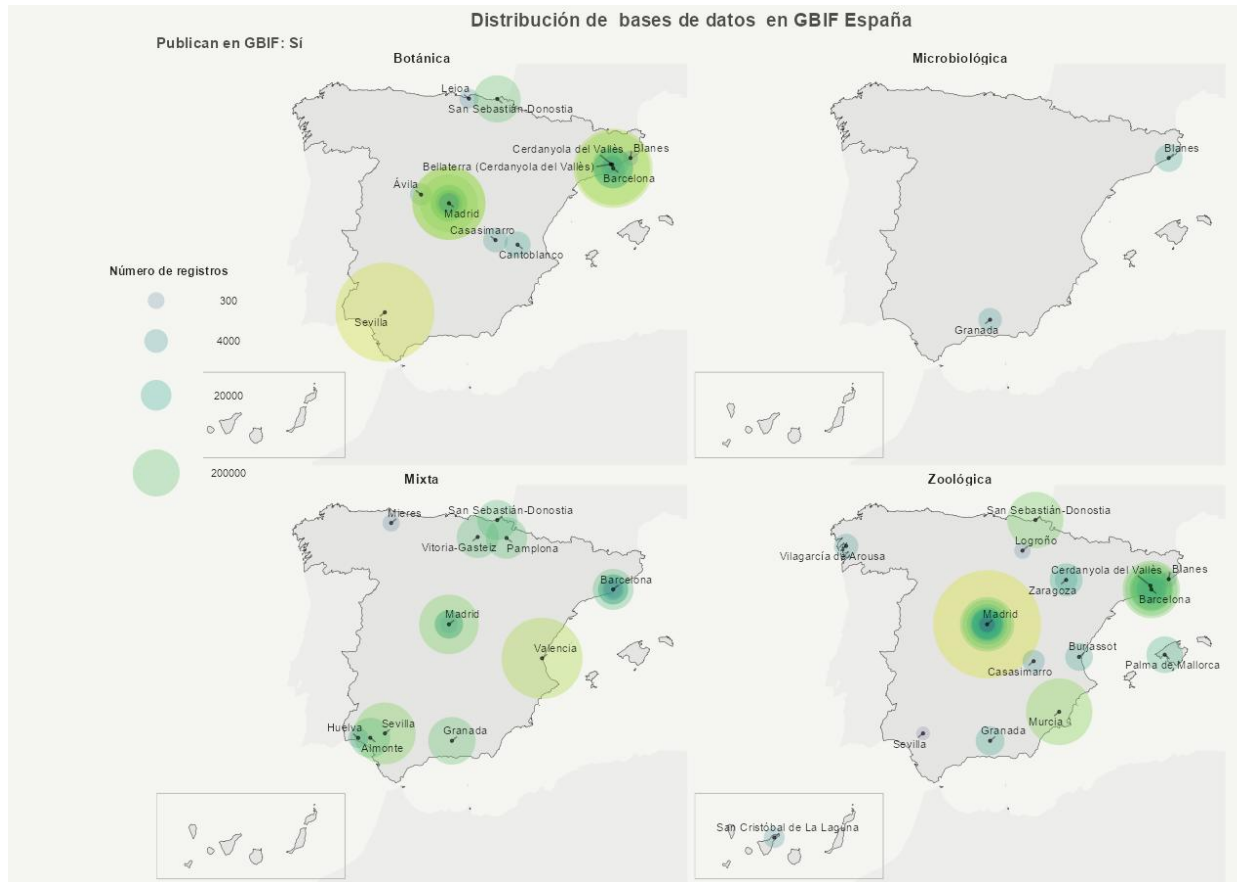 Distribución de bases de datos en GBIF España
Publican en GBIF: Sí
Botánica
Lejoa
San Sebastián-Donostia
Cerdanyola del Vallès
Blanes
Bellaterra (Cerdanyola del Vallès)
Barcelona
Ávila
Madrid
Casasimarro
Cantoblanco
Sevilla
Microbiológica
Blanes
Granada
Número de registros
300
4000
20000
200000
Mixta
Mieres
San Sebastián-Donostia
Vitoria-Gasteiz
Pamplona
Barcelona
Madrid
Valencia
Huelva
Sevilla
Almonte
Granada
Zoológica
San Sebastián-Donostia
Logroño
Vilagarcía de Arousa
Cerdanyola del Vallès
Blanes
Zaragoza
Barcelona
Madrid
Burjassot
Casasimarro
Palma de Mallorca
Murcia
Sevilla
Granada
San Cristóbal de La Laguna